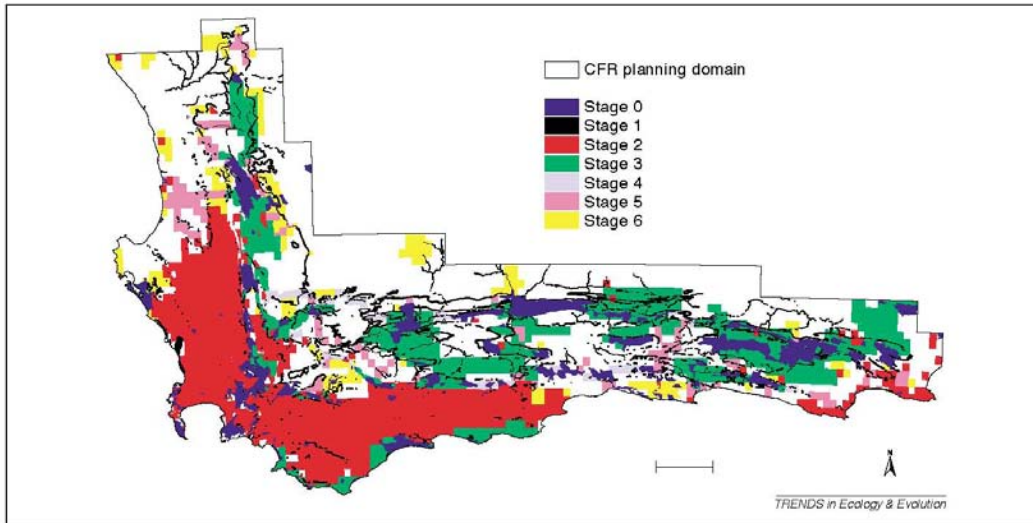 CFR planning domain
Stage 0
Stage 1
Stage 2
Stage 3
Stage 4
Stage 5
Stage 6
N
TRENDS in Ecology & Evolution